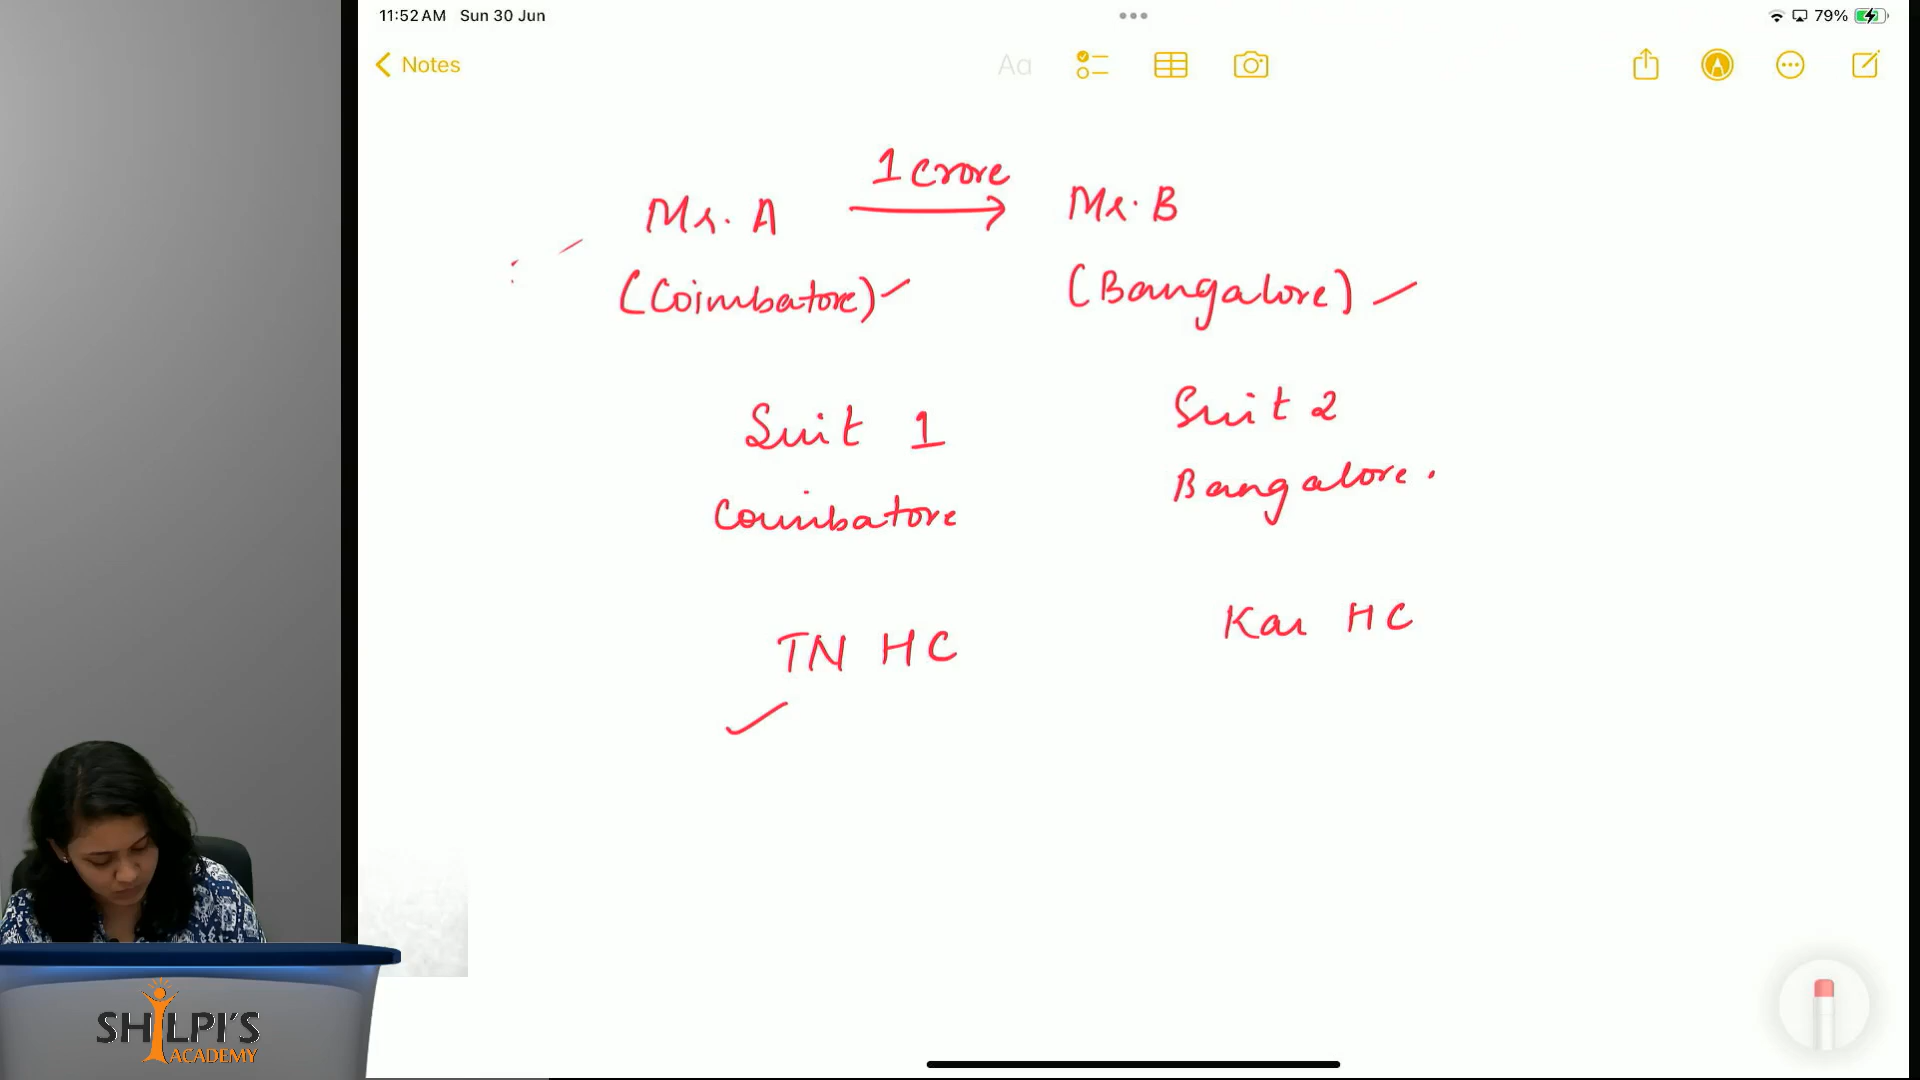 11:52 AM Sun 30 Jun
79%
Notes
Aa
1 crore
Mr. A
Mr. B
(Coimbatore)
(Bangalore)
Suit 1
Suit 2
Coimbatore
Bangalore.
TN HC
Kar HC
SHILPI'S
ACADEMY